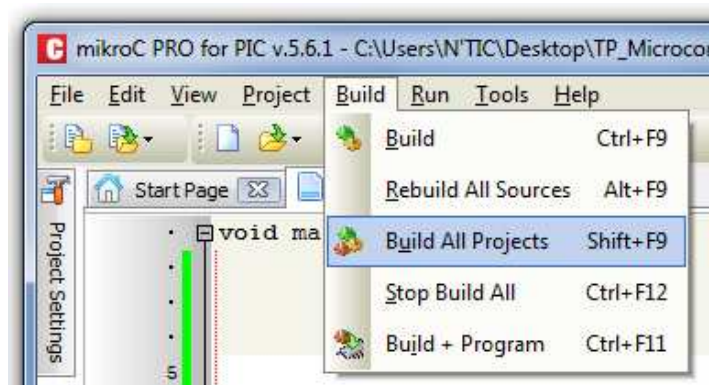 mikroC PRO for PIC v.5.6.1 - C:\Users\N'TIC\Desktop\TP_Microco
File Edit View Project Build Run Tools Help
Build Ctrl+F9
Rebuild All Sources Alt+F9
Build All Projects Shift+F9
Stop Build All Ctrl+F12
Build + Program Ctrl+F11
Start Page
Project Settings
void ma
5